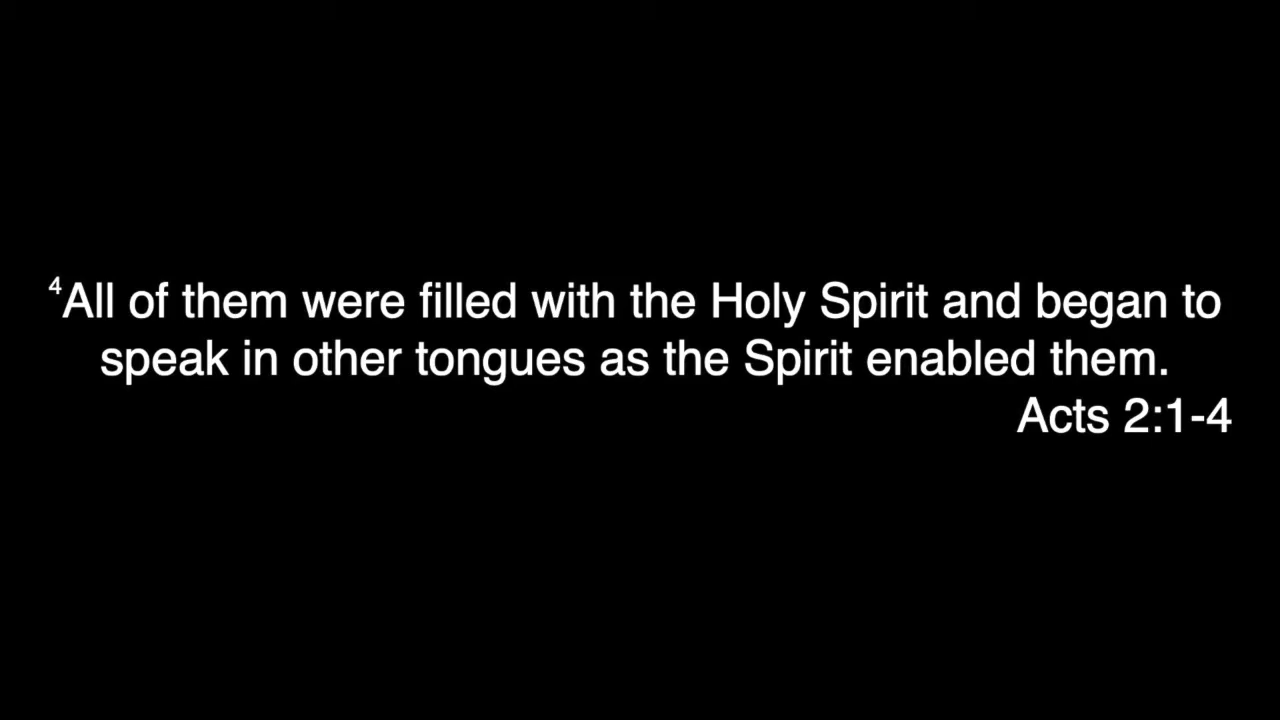 ⁴All of them were filled with the Holy Spirit and began to
speak in other tongues as the Spirit enabled them.
Acts 2:1-4